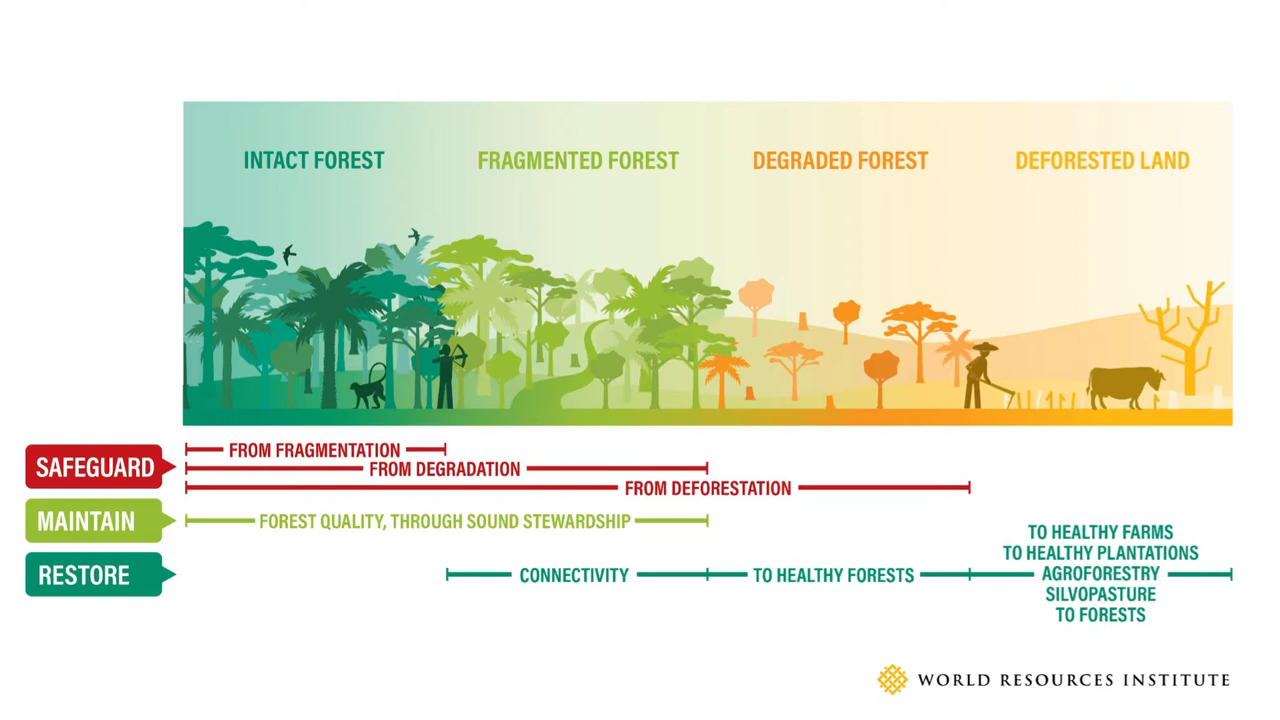 INTACT FOREST
FRAGMENTED FOREST
DEGRADED FOREST
DEFORESTED LAND
SAFEGUARD
FROM FRAGMENTATION
FROM DEGRADATION
FROM DEFORESTATION
MAINTAIN
FOREST QUALITY, THROUGH SOUND STEWARDSHIP
RESTORE
CONNECTIVITY
TO HEALTHY FORESTS
TO HEALTHY FARMS
TO HEALTHY PLANTATIONS
AGROFORESTRY
SILVOPASTURE
TO FORESTS
WORLD RESOURCES INSTITUTE